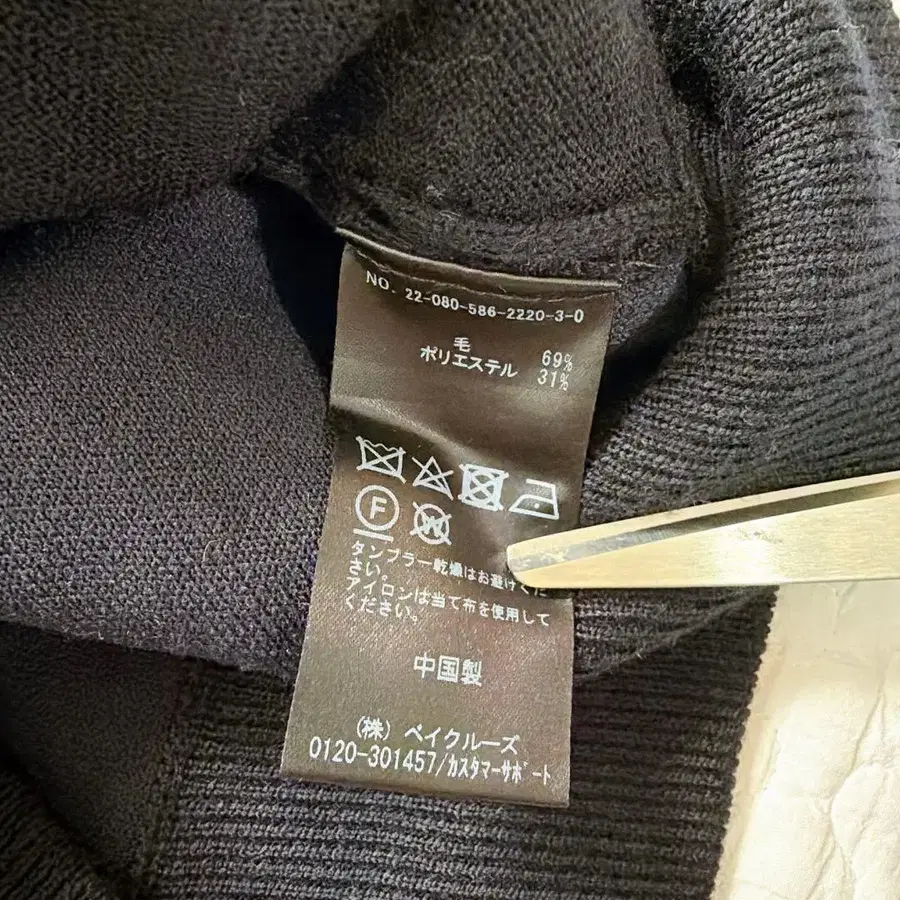 NO. 22-080-586-2220-3-0
毛 69%
ポリエステル 31%
F
W
タンブラー乾燥はお避けくだ
さい。
アイロンは当て布を使用して
ください。
中国製
(株) ベイクルーズ
0120-301457/カスタマーサポート